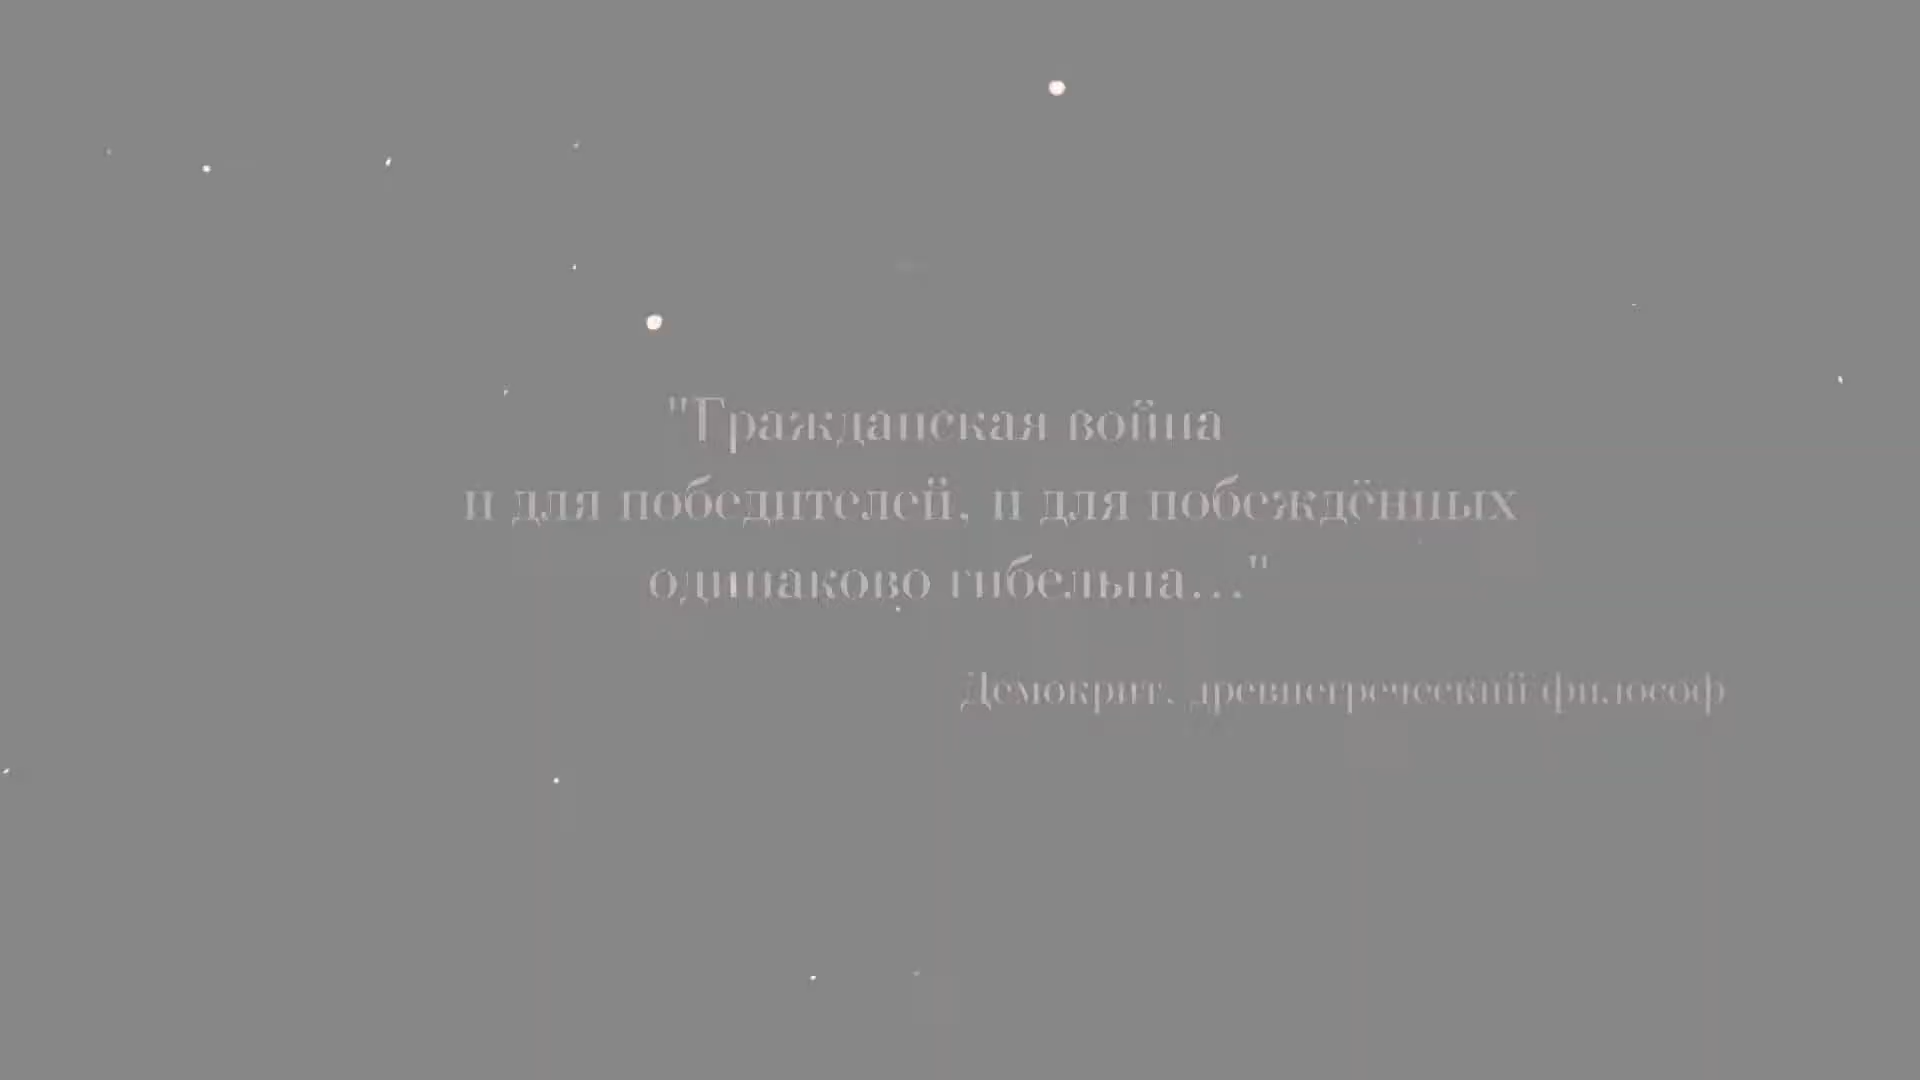 "Гражданская война
и для победителей, и для побеждённых
одинаково гибельна..."
Демокрит, древнегреческий философ